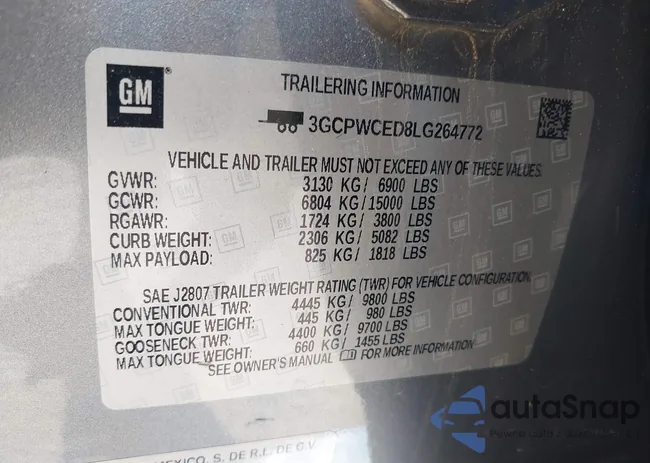 GM
TRAILERING INFORMATION
3GCPWCED8LG264772
VEHICLE AND TRAILER MUST NOT EXCEED ANY OF THESE VALUES
GVWR: 3130 KG/ 6900 LBS
GCWR: 6804 KG/15000 LBS
RGAWR: 1724 KG/ 3800 LBS
CURB WEIGHT: 2306 KG/ 5082 LBS
MAX PAYLOAD: 825 KG/ 1818 LBS
SAE J2807 TRAILER WEIGHT RATING (TWR) FOR VEHICLE CONFIGURATION.
CONVENTIONAL TWR: 4445 KG/ 9800 LBS
MAX TONGUE WEIGHT: 445 KG/ 980 LBS
GOOSENECK TWR: 4400 KG/ 9700 LBS
MAX TONGUE WEIGHT: 660 KG/ 1455 LBS
SEE OWNER'S MANUAL FOR MORE INFORMATION
MEXICO, S. DE R.L. DE C.V.
autaSnap